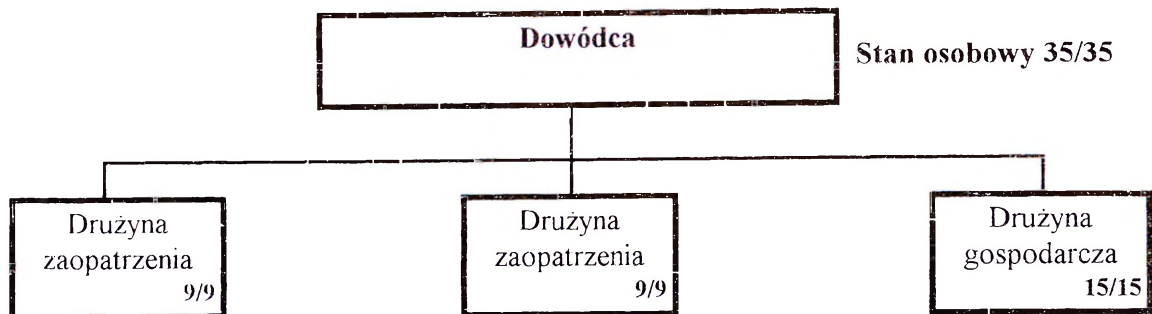 Dowódca
Stan osobowy 35/35
Drużyna
zaopatrzenia
9/9
Drużyna
zaopatrzenia
9/9
Drużyna
gospodarcza
15/15